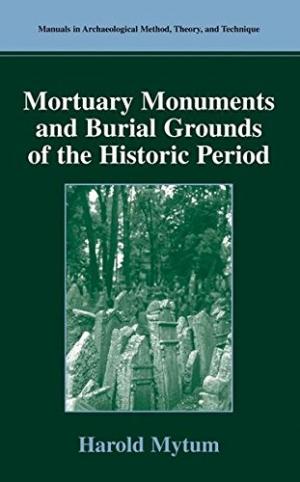 Manuals in Archaeological Method, Theory, and Technique
Mortuary Monuments
and Burial Grounds
of the Historic Period
Harold Mytum